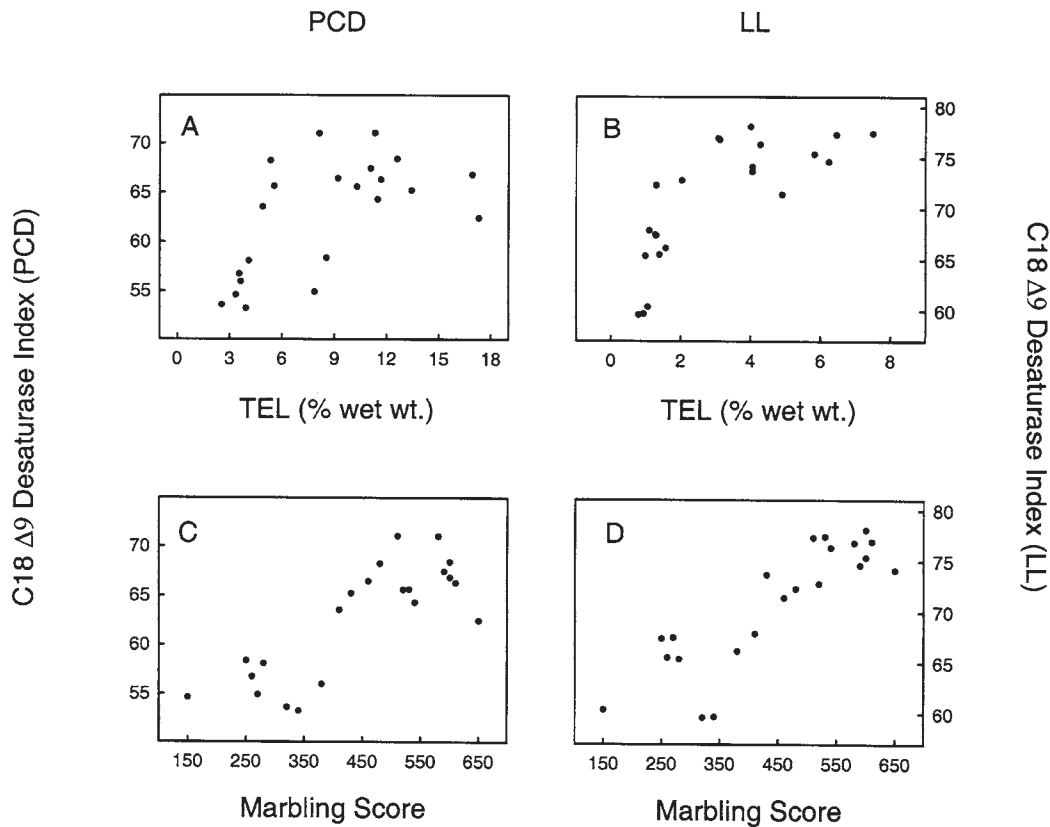 PCD
LL
C18 Δ9 Desaturase Index (PCD)
A
70
65
60
55
0 3 6 9 12 15 18
TEL (% wet wt.)
B
80
75
70
65
60
0 2 4 6 8
TEL (% wet wt.)
C18 Δ9 Desaturase Index (LL)
C
70
65
60
55
150 250 350 450 550 650
Marbling Score
D
80
75
70
65
60
150 250 350 450 550 650
Marbling Score